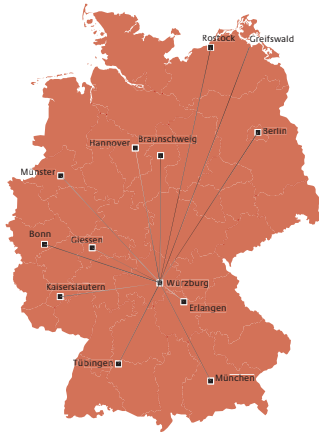 Rostock
Greifswald
Berlin
Braunschweig
Hannover
Münster
Bonn
Giessen
Würzburg
Kaiserslautern
Erlangen
Tübingen
München